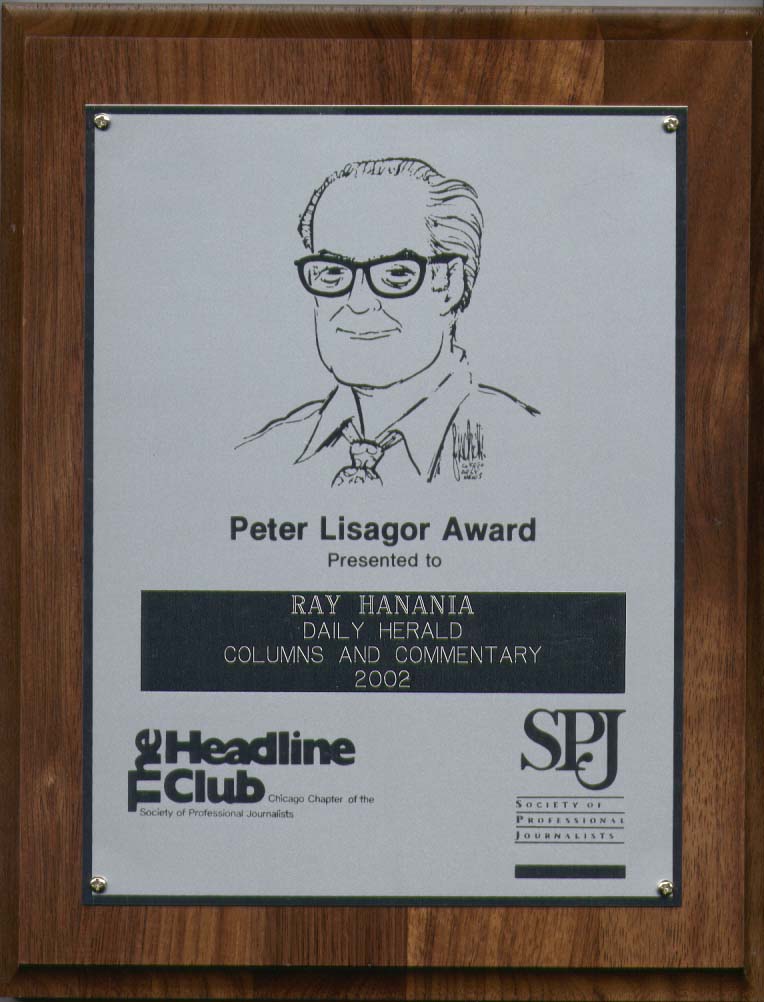 Peter Lisagor Award
Presented to
RAY HANANIA
DAILY HERALD
COLUMNS AND COMMENTARY
2002
The Headline
Club Chicago Chapter of the
Society of Professional Journalists
SPJ
SOCIETY OF
PROFESSIONAL
JOURNALISTS